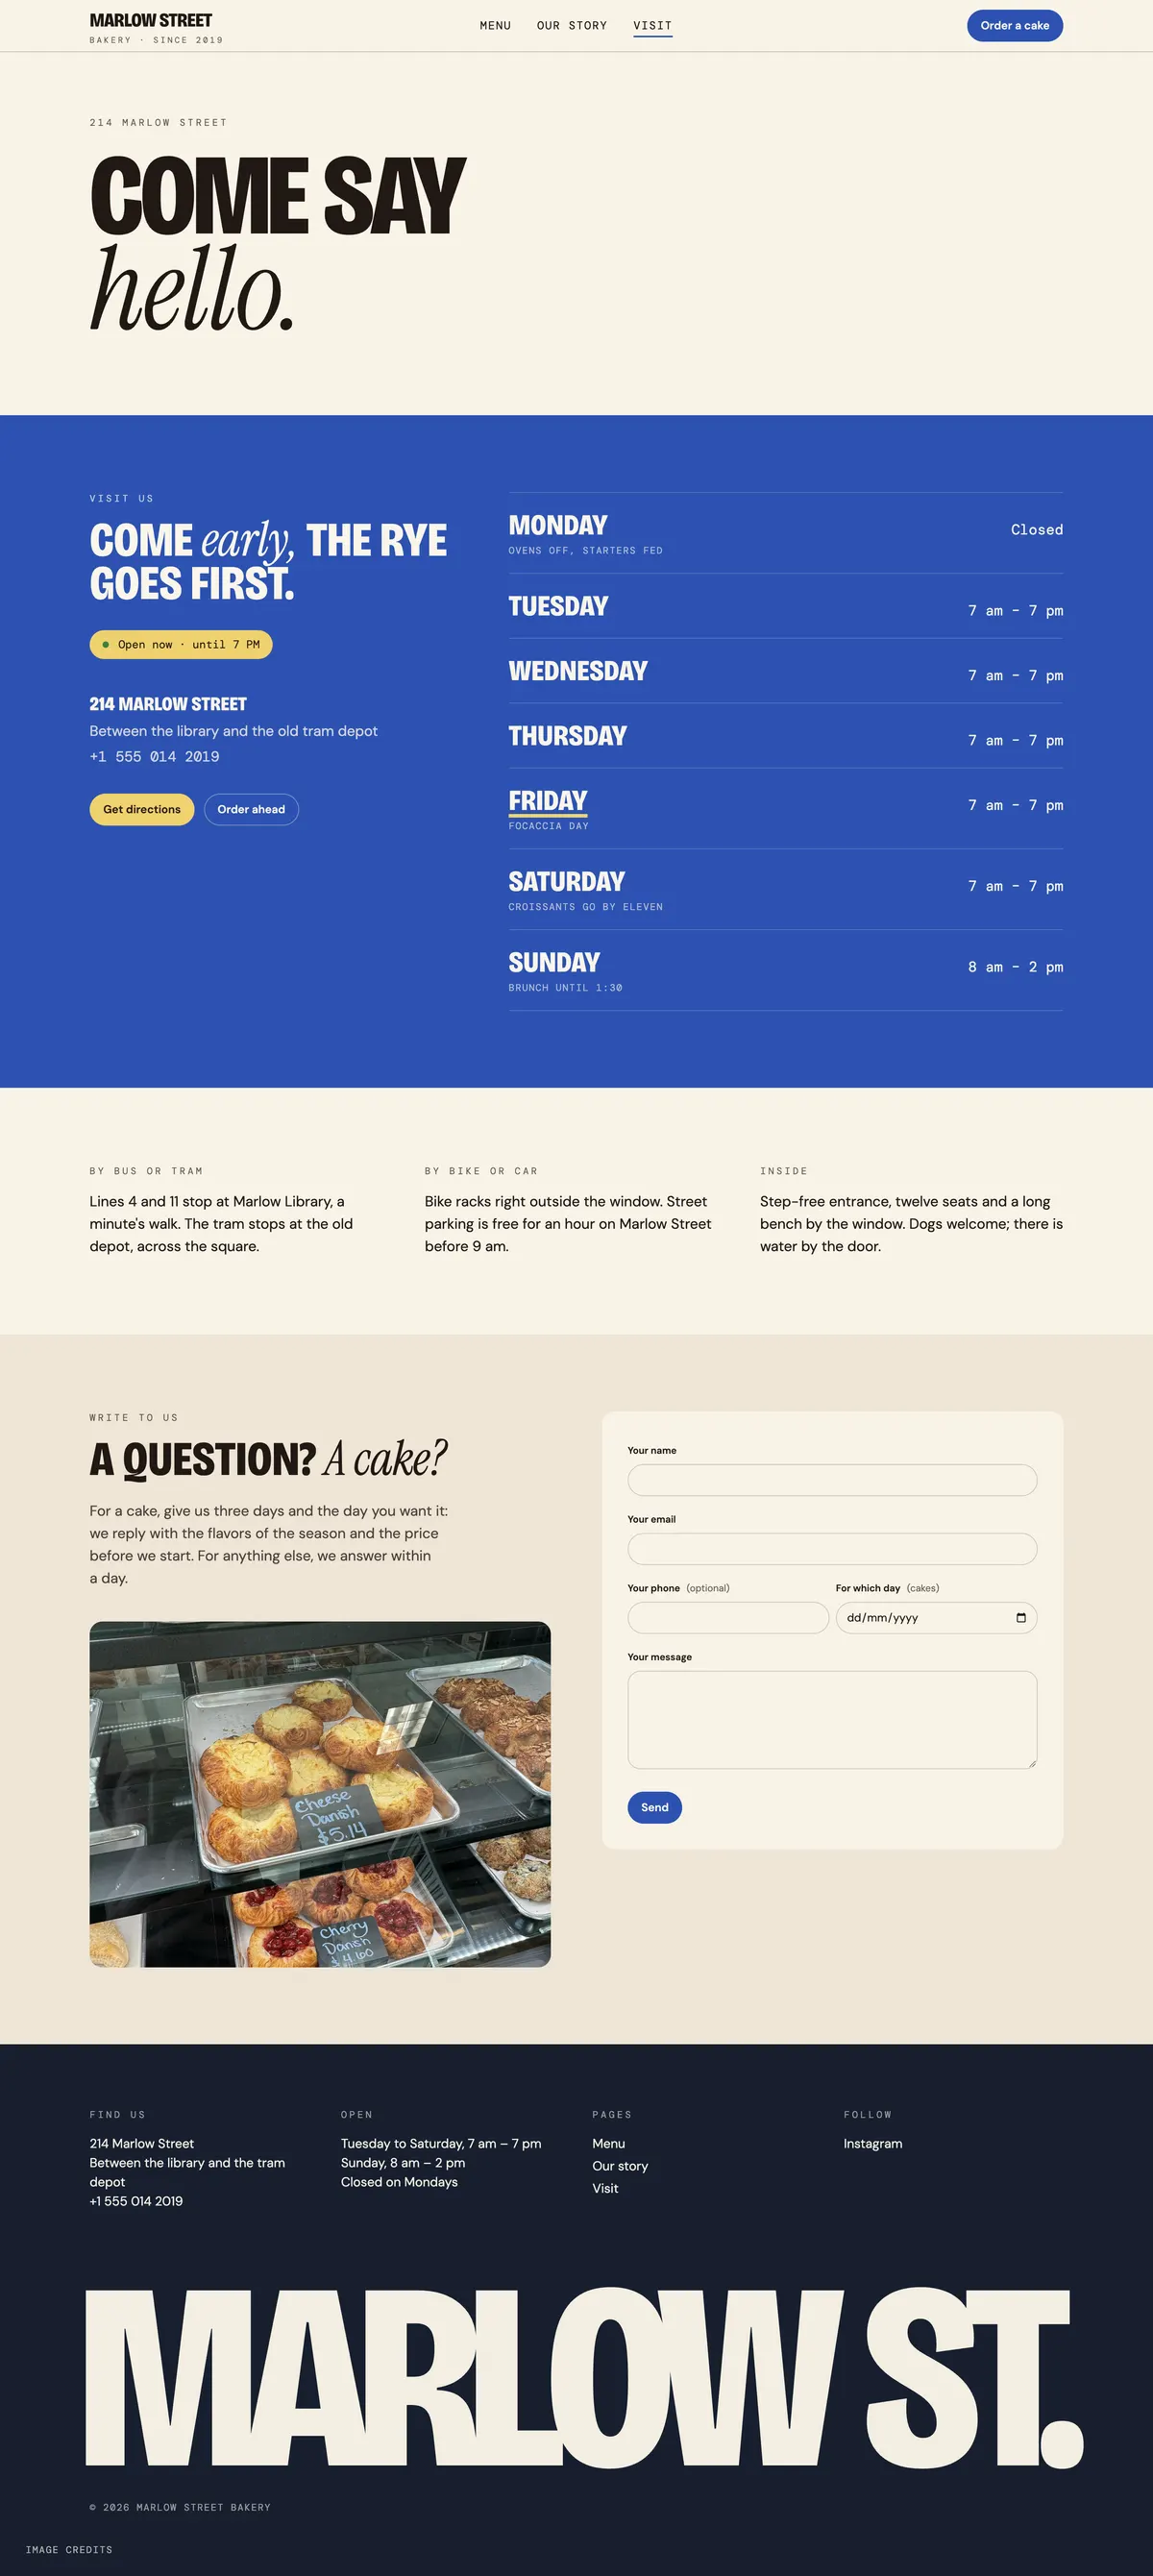 MARLOW STREET
BAKERY · SINCE 2019
MENU OUR STORY VISIT
Order a cake
214 MARLOW STREET
COME SAY
hello.
VISIT US
COME early, THE RYE
GOES FIRST.
Open now · until 7 PM
214 MARLOW STREET
Between the library and the old tram depot
+1 555 014 2019
Get directions
Order ahead
MONDAY
OVENS OFF, STARTERS FED
Closed
TUESDAY
7 am – 7 pm
WEDNESDAY
7 am – 7 pm
THURSDAY
7 am – 7 pm
FRIDAY
FOCACCIA DAY
7 am – 7 pm
SATURDAY
CROISSANTS GO BY ELEVEN
7 am – 7 pm
SUNDAY
BRUNCH UNTIL 1:30
8 am – 2 pm
BY BUS OR TRAM
Lines 4 and 11 stop at Marlow Library, a
minute's walk. The tram stops at the old
depot, across the square.
BY BIKE OR CAR
Bike racks right outside the window. Street
parking is free for an hour on Marlow Street
before 9 am.
INSIDE
Step-free entrance, twelve seats and a long
bench by the window. Dogs welcome; there is
water by the door.
WRITE TO US
A QUESTION? A cake?
For a cake, give us three days and the day you want it:
we reply with the flavors of the season and the price
before we start. For anything else, we answer within
a day.
Cheese
Danish
$5.14
Cherry
Danish
$4.60
Your name
Your email
Your phone (optional)
For which day (cakes)
dd/mm/yyyy
Your message
Send
FIND US
214 Marlow Street
Between the library and the tram
depot
+1 555 014 2019
OPEN
Tuesday to Saturday, 7 am – 7 pm
Sunday, 8 am – 2 pm
Closed on Mondays
PAGES
Menu
Our story
Visit
FOLLOW
Instagram
MARLOW ST.
© 2026 MARLOW STREET BAKERY
IMAGE CREDITS